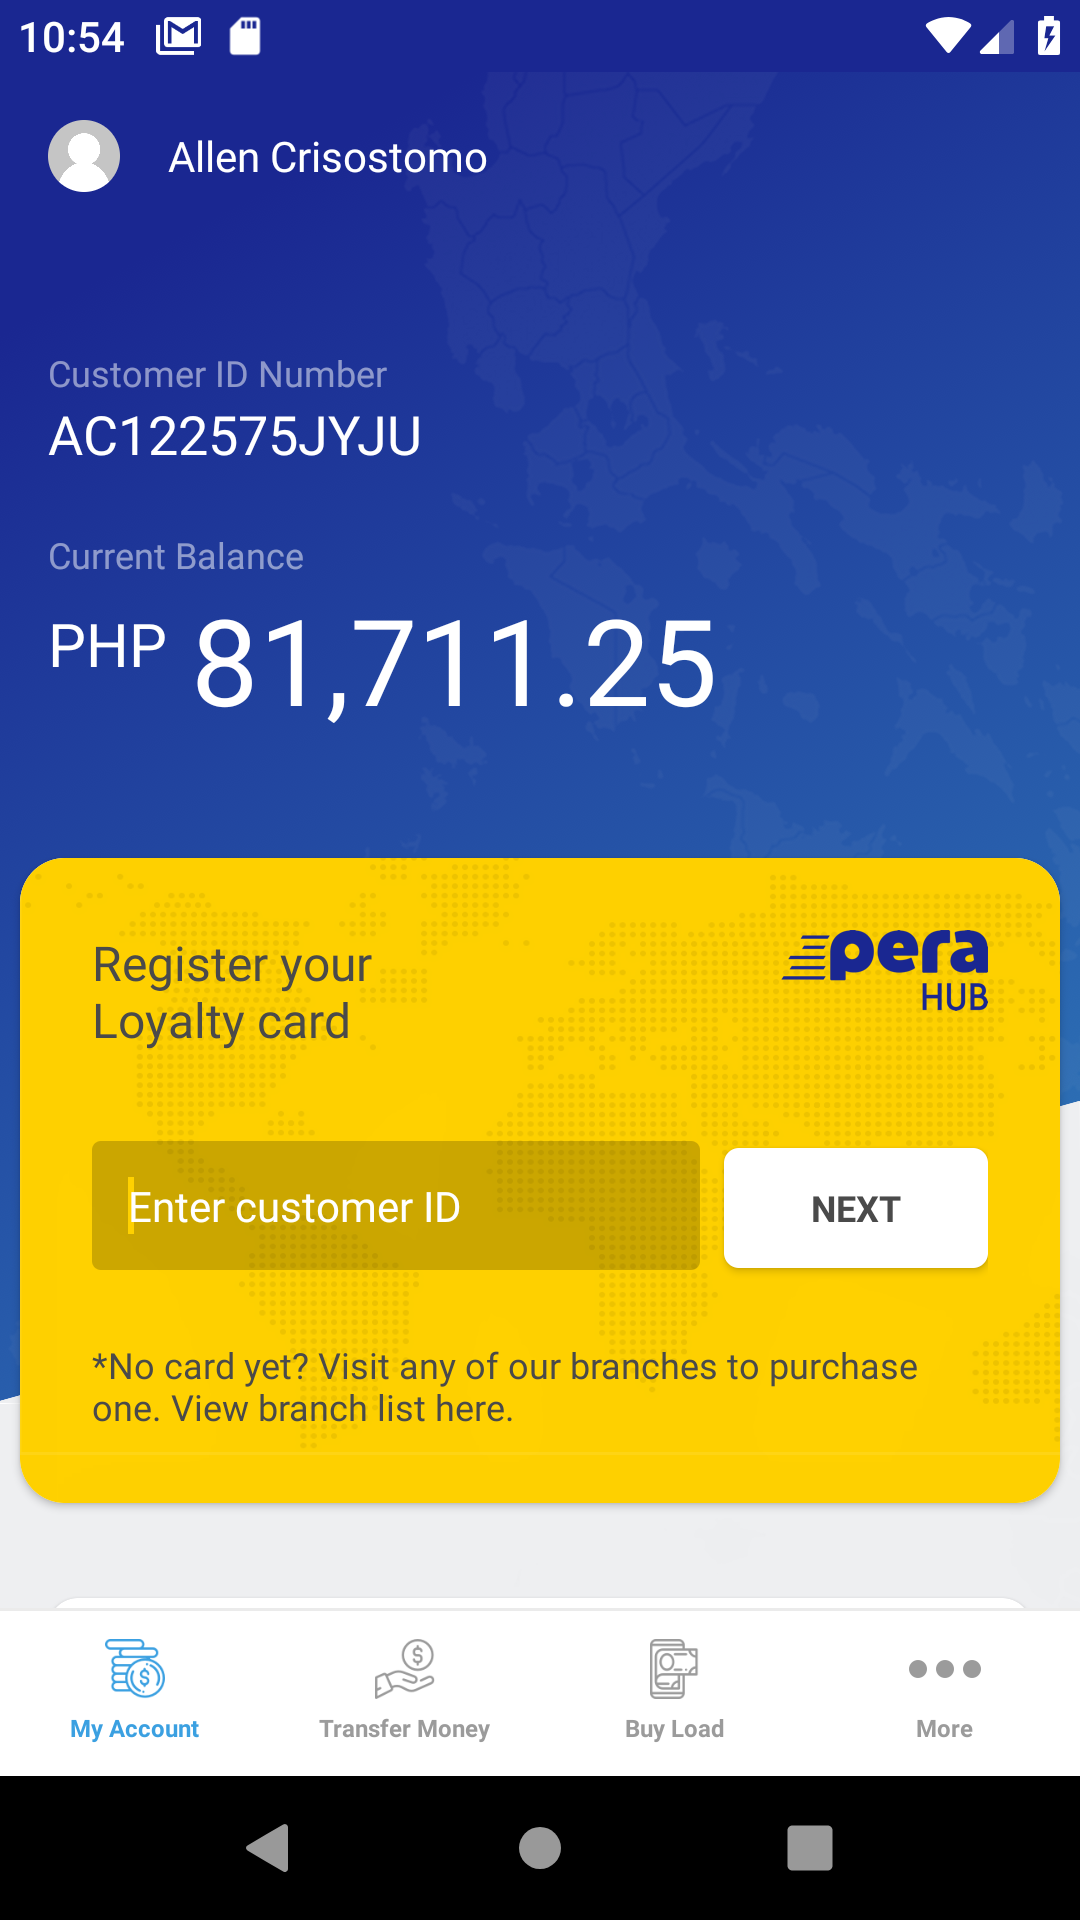 10:54
Allen Crisostomo
Customer ID Number
AC122575JYJU
Current Balance
PHP 81,711.25
Register your
Loyalty card
pera
HUB
Enter customer ID
NEXT
*No card yet? Visit any of our branches to purchase
one. View branch list here.
My Account
Transfer Money
Buy Load
More